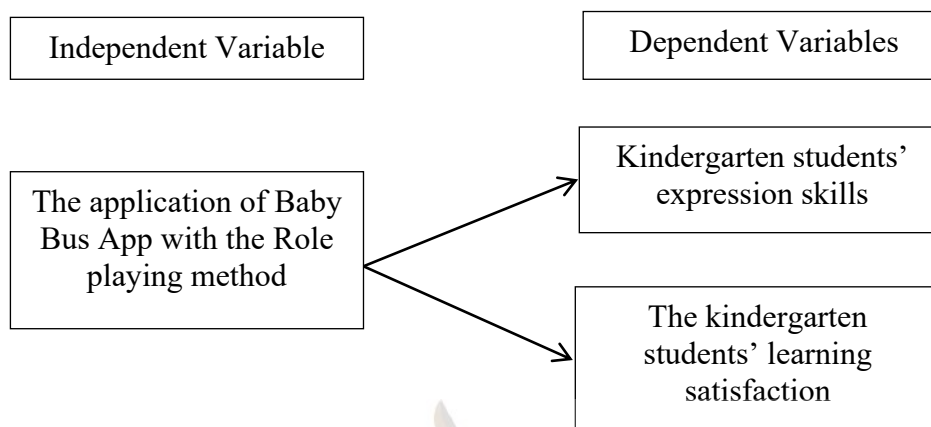 Independent Variable
Dependent Variables
The application of Baby
Bus App with the Role
playing method
Kindergarten students’
expression skills
The kindergarten
students’ learning
satisfaction